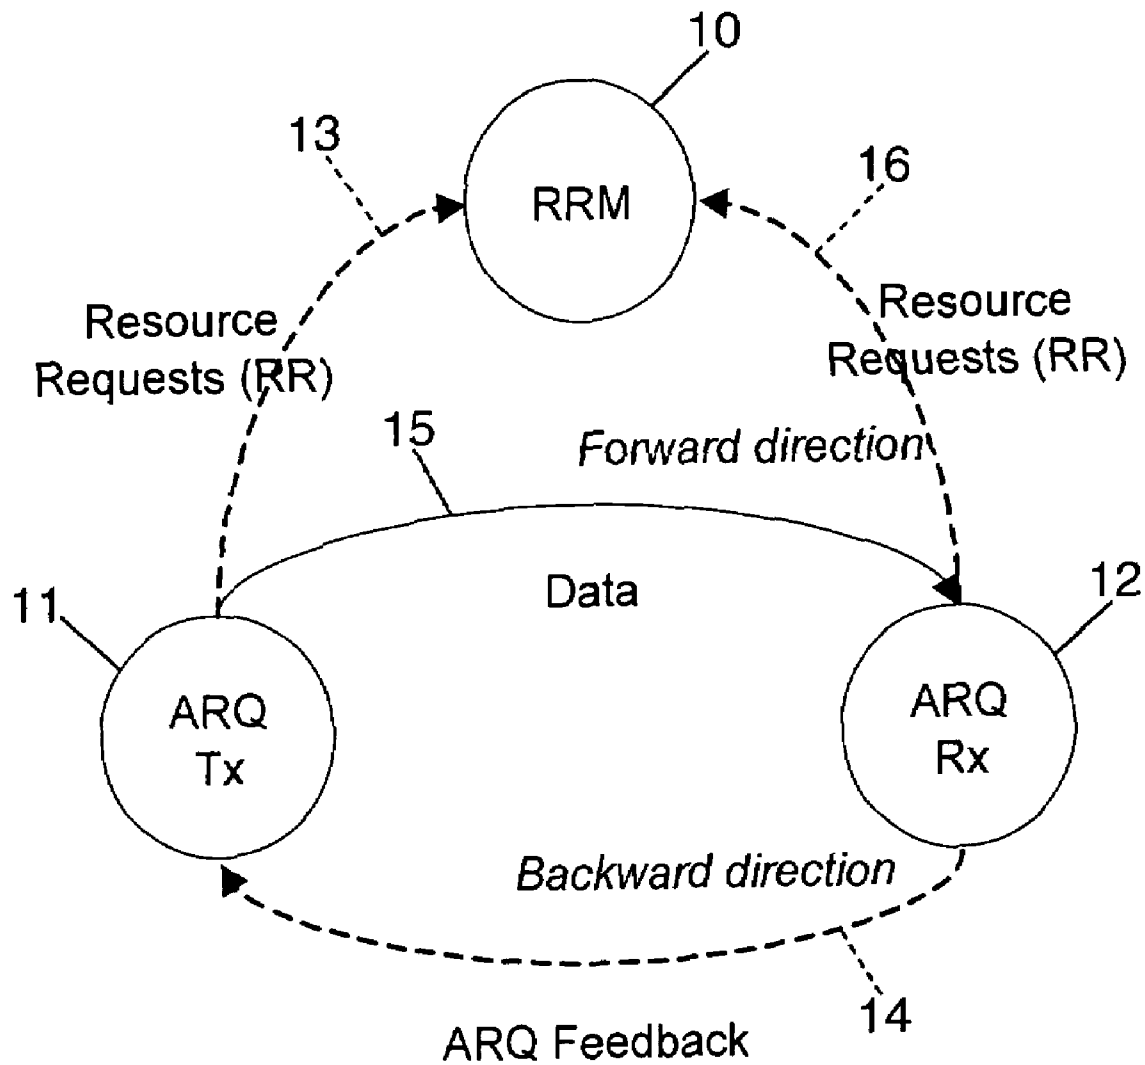 10
13
16
RRM
Resource
Requests (RR)
Resource
Requests (RR)
15
Forward direction
11
Data
12
ARQ
Tx
ARQ
Rx
Backward direction
14
ARQ Feedback